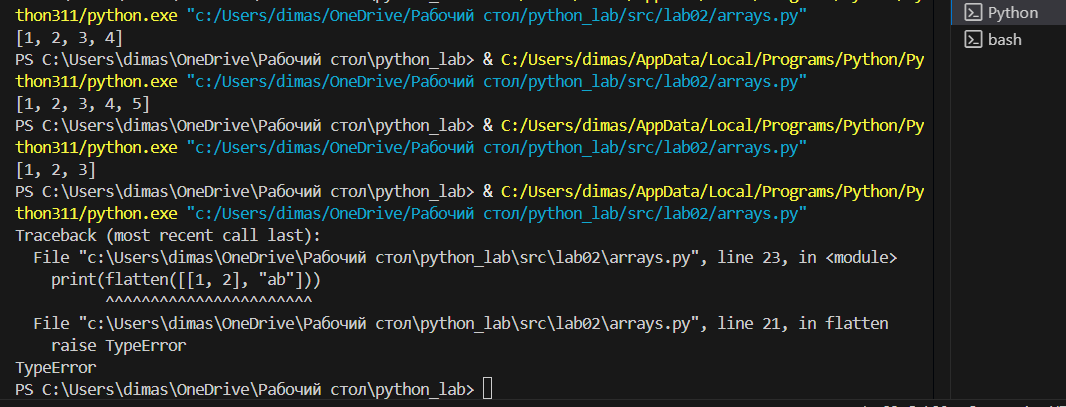 thon311/python.exe "c:/Users/dimas/OneDrive/Рабочий стол/python_lab/src/lab02/arrays.py"
[1, 2, 3, 4]
PS C:\Users\dimas\OneDrive\Рабочий стол\python_lab> & C:/Users/dimas/AppData/Local/Programs/Python/Py
thon311/python.exe "c:/Users/dimas/OneDrive/Рабочий стол/python_lab/src/lab02/arrays.py"
[1, 2, 3, 4, 5]
PS C:\Users\dimas\OneDrive\Рабочий стол\python_lab> & C:/Users/dimas/AppData/Local/Programs/Python/Py
thon311/python.exe "c:/Users/dimas/OneDrive/Рабочий стол/python_lab/src/lab02/arrays.py"
[1, 2, 3]
PS C:\Users\dimas\OneDrive\Рабочий стол\python_lab> & C:/Users/dimas/AppData/Local/Programs/Python/Py
thon311/python.exe "c:/Users/dimas/OneDrive/Рабочий стол/python_lab/src/lab02/arrays.py"
Traceback (most recent call last):
  File "c:\Users\dimas\OneDrive\Рабочий стол\python_lab\src\lab02\arrays.py", line 23, in <module>
    print(flatten([[1, 2], "ab"]))
          ^^^^^^^^^^^^^^^^^^^^^^^
  File "c:\Users\dimas\OneDrive\Рабочий стол\python_lab\src\lab02\arrays.py", line 21, in flatten
    raise TypeError
TypeError
PS C:\Users\dimas\OneDrive\Рабочий стол\python_lab>
Python
bash